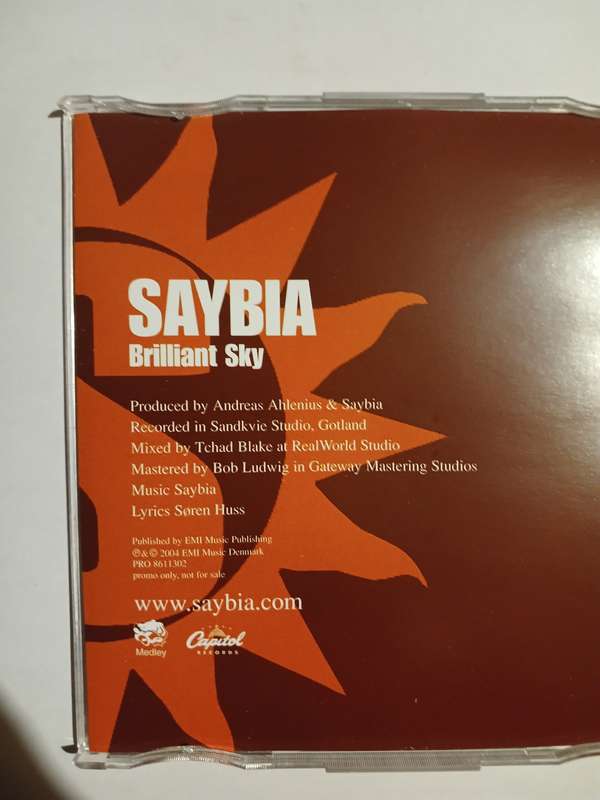 SAYBIA
Brilliant Sky
Produced by Andreas Ahlenius & Saybia
Recorded in Sandkvie Studio, Gotland
Mixed by Tchad Blake at RealWorld Studio
Mastered by Bob Ludwig in Gateway Mastering Studios
Music Saybia
Lyrics Søren Huss
Published by EMI Music Publishing
℗&© 2004 EMI Music Denmark
PRO 8611302
promo only, not for sale
www.saybia.com
Medley
Capitol
RECORDS